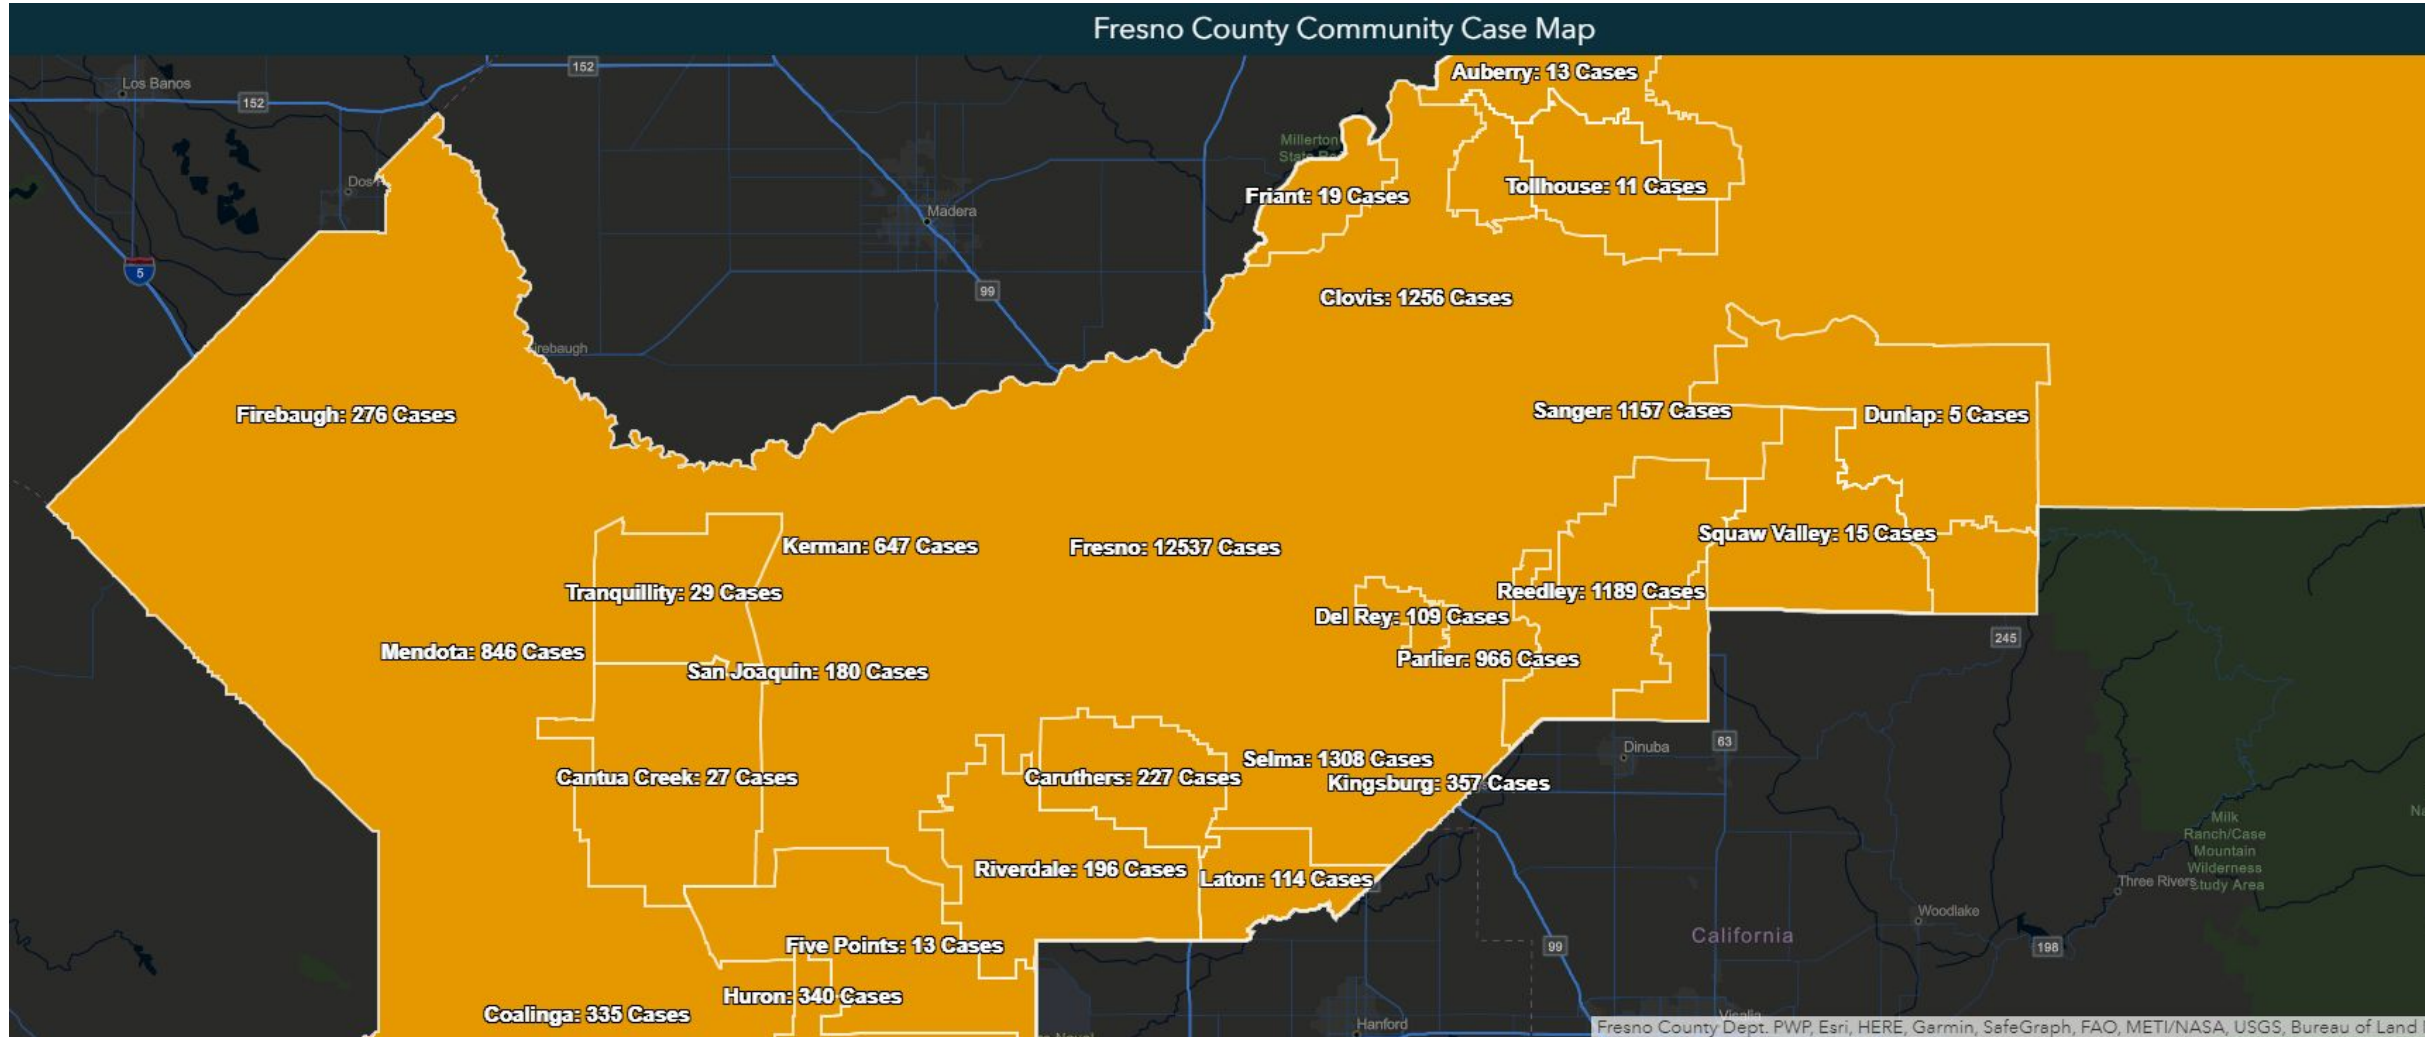 Fresno County Community Case Map
152
Auberry: 13 Cases
Los Banos
152
Millerton
Dos
Tollhouse: 11 Cases
Friant: 19 Cases
Madera
5
99
Clovis: 1256 Cases
Firebaugh: 276 Cases
Sanger: 1157 Cases
Dunlap: 5 Cases
Squaw Valley: 15 Cases
Kerman: 647 Cases
Fresno: 12537 Cases
Tranquillity: 29 Cases
Reedley: 1189 Cases
Del Rey: 109 Cases
245
Mendota: 846 Cases
Parlier: 966 Cases
San Joaquin: 180 Cases
Dinuba
63
Selma: 1308 Cases
Cantua Creek: 27 Cases
Caruthers: 227 Cases
Kingsburg: 357 Cases
Milk
Ranch/Case
Mountain
Wilderness
Study Area
Riverdale: 196 Cases
Laton: 114 Cases
Three Rivers
Woodlake
California
Five Points: 13 Cases
99
198
Huron: 340 Cases
Coalinga: 335 Cases
Hanford
Visalia
Fresno County Dept. PWP, Esri, HERE, Garmin, SafeGraph, FAO, METI/NASA, USGS, Bureau of Land